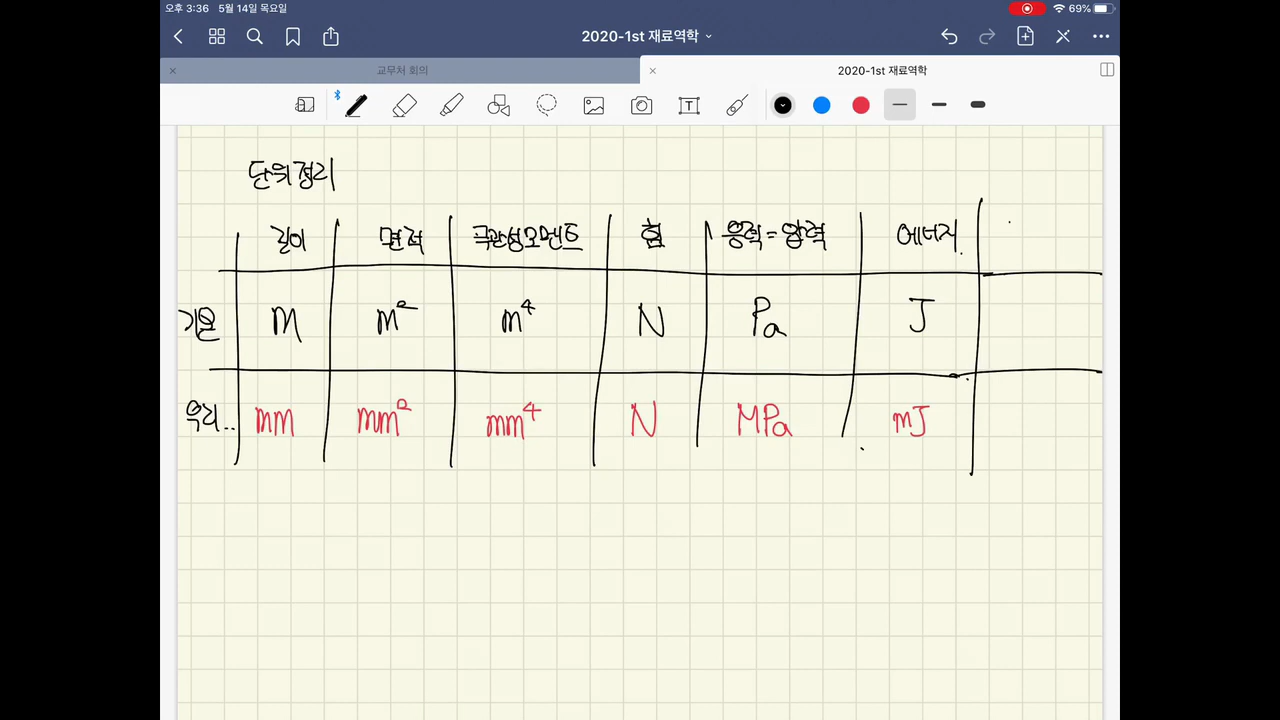 오후 3:36 5월 14일 목요일 69%
2020-1st 재료역학
교무처 회의 2020-1st 재료역학
단위정리
길이 면적 극관성모멘트 힘 응력=압력 에너지
기본 m m² m⁴ N Pa J
우리.. mm mm² mm⁴ N MPa mJ